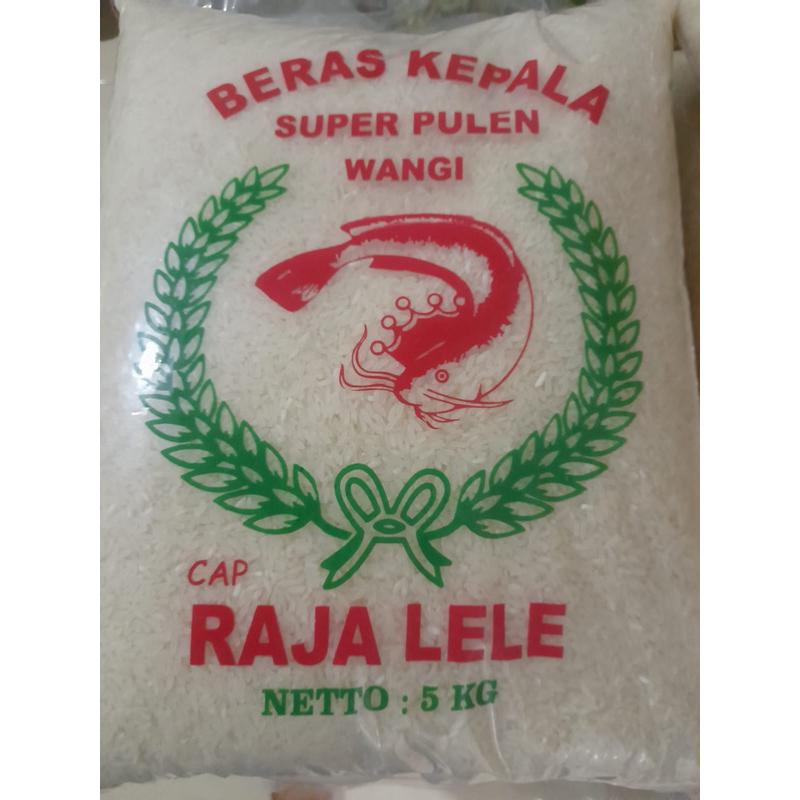 BERAS KEPALA
SUPER PULEN
WANGI
CAP
RAJA LELE
NETTO : 5 KG